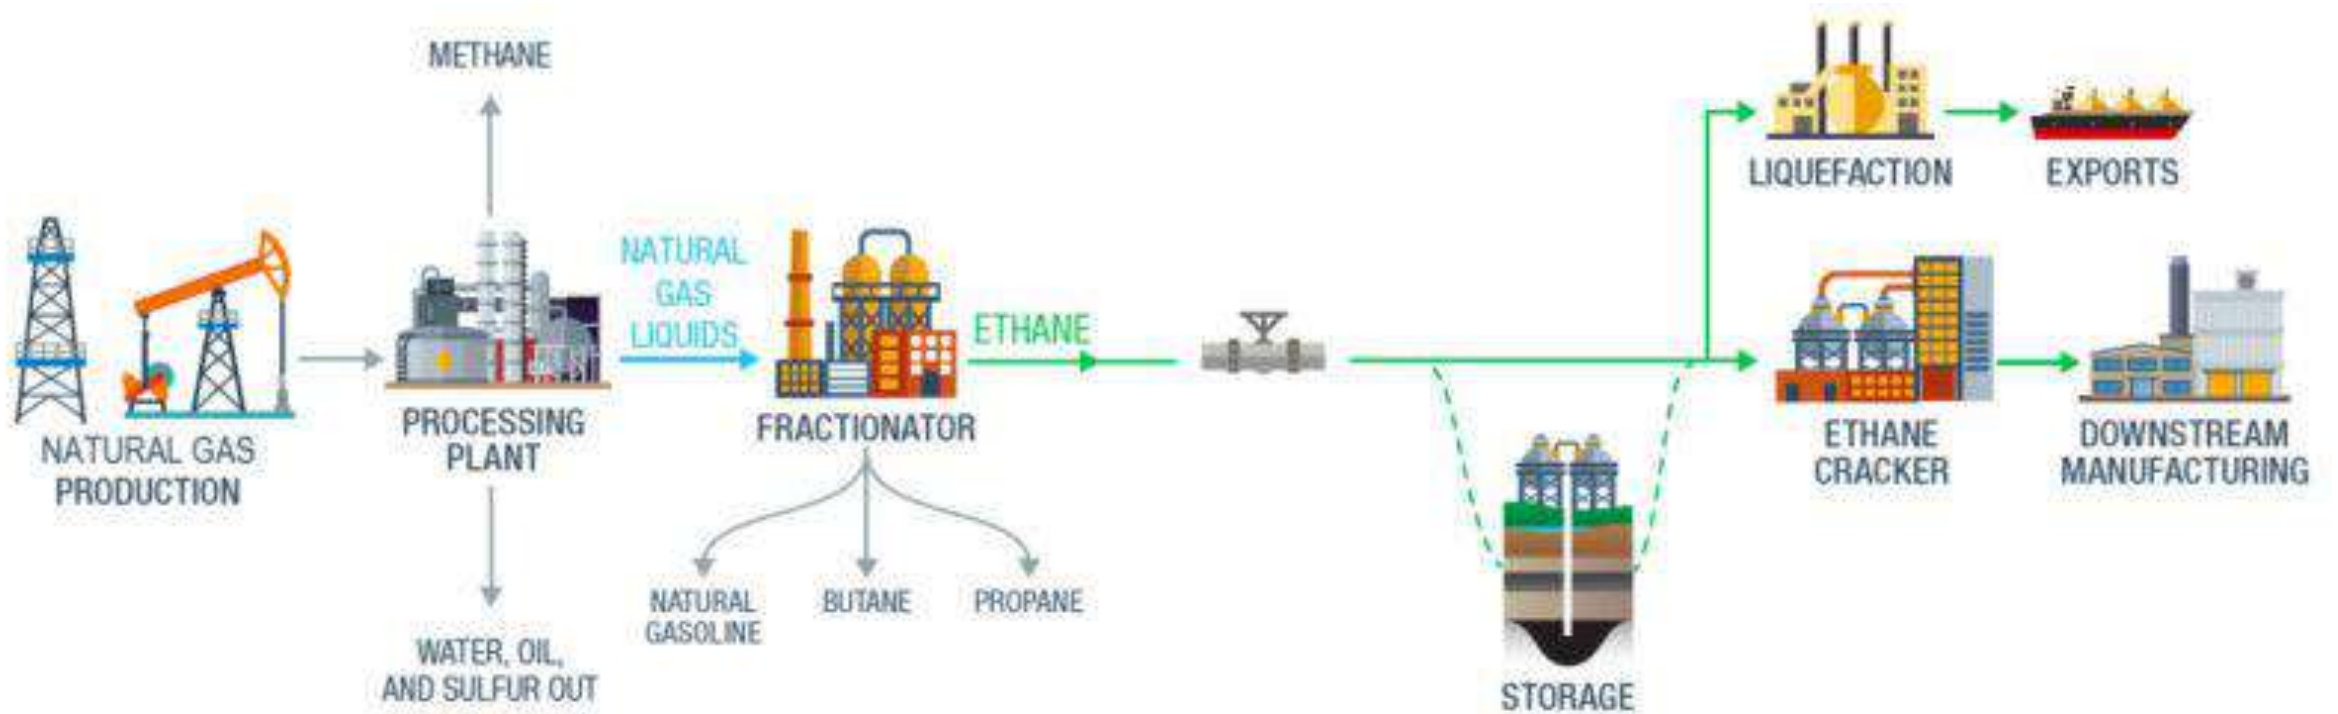 METHANE
NATURAL GAS
PRODUCTION
PROCESSING
PLANT
WATER, OIL,
AND SULFUR OUT
NATURAL
GAS
LIQUIDS
FRACTIONATOR
NATURAL
GASOLINE
BUTANE
PROPANE
ETHANE
STORAGE
LIQUEFACTION
EXPORTS
ETHANE
CRACKER
DOWNSTREAM
MANUFACTURING